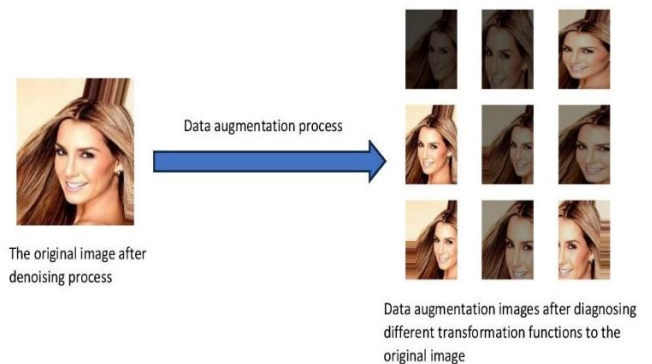 Data augmentation process
The original image after
denoising process
Data augmentation images after diagnosing
different transformation functions to the
original image